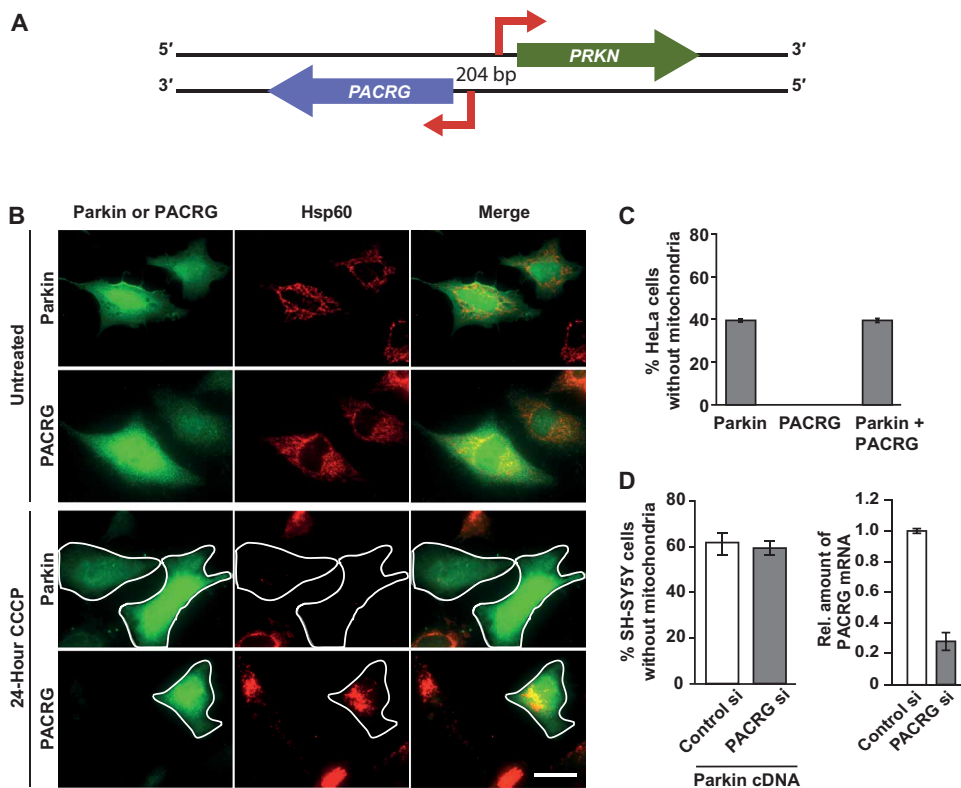 A
5′
3′
PRKN
204 bp
3′
5′
PACRG
B
Parkin or PACRG
Hsp60
Merge
Untreated
Parkin
PACRG
24-Hour CCCP
Parkin
PACRG
C
% HeLa cells
without mitochondria
80
60
40
20
0
Parkin
PACRG
Parkin +
PACRG
D
% SH-SY5Y cells
without mitochondria
80
60
40
20
0
Control si
PACRG si
Parkin cDNA
Rel. amount of
PACRG mRNA
1.2
1.0
0.8
0.6
0.4
0.2
0
Control si
PACRG si